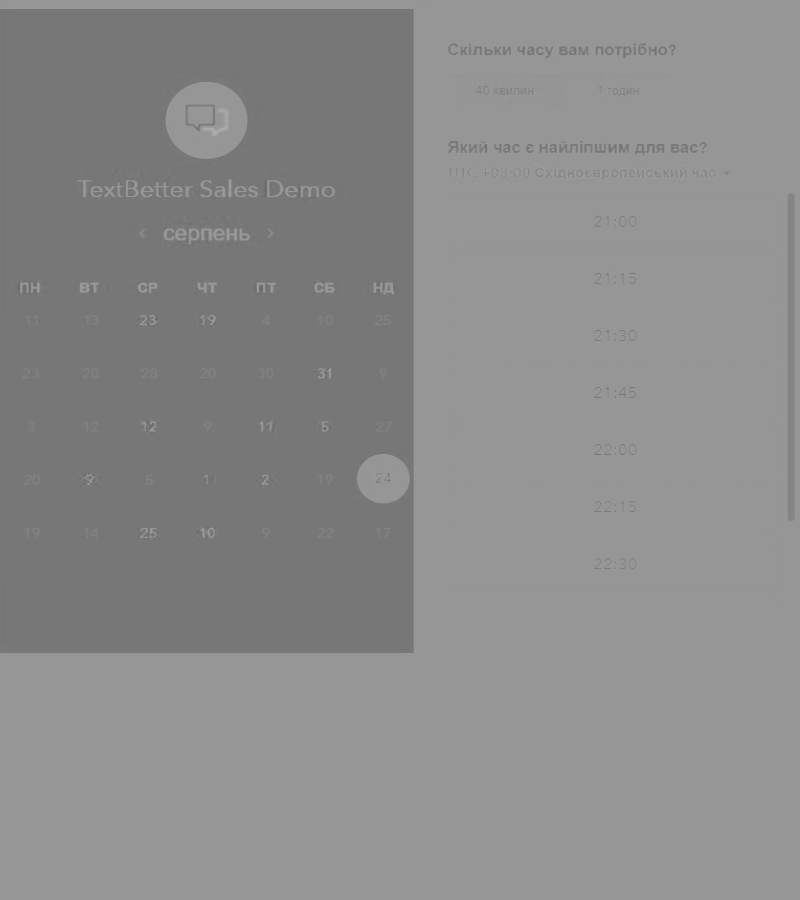 TextBetter Sales Demo
серпень
ПН ВТ СР ЧТ ПТ СБ НД
11 13 23 19 4 10 25
23 20 28 20 30 31 9
3 12 12 9 11 5 27
20 9 5 1 2 19 24
19 14 25 10 9 22 17
Скільки часу вам потрібно?
40 хвилин 1 годин
Який час є найліпшим для вас?
UTC +03:00 Східноєвропейський час
21:00
21:15
21:30
21:45
22:00
22:15
22:30